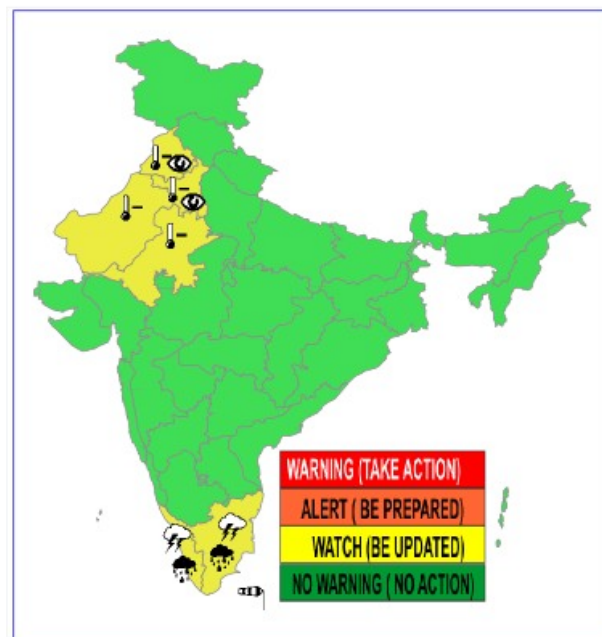 WARNING (TAKE ACTION)
ALERT ( BE PREPARED)
WATCH (BE UPDATED)
NO WARNING ( NO ACTION)